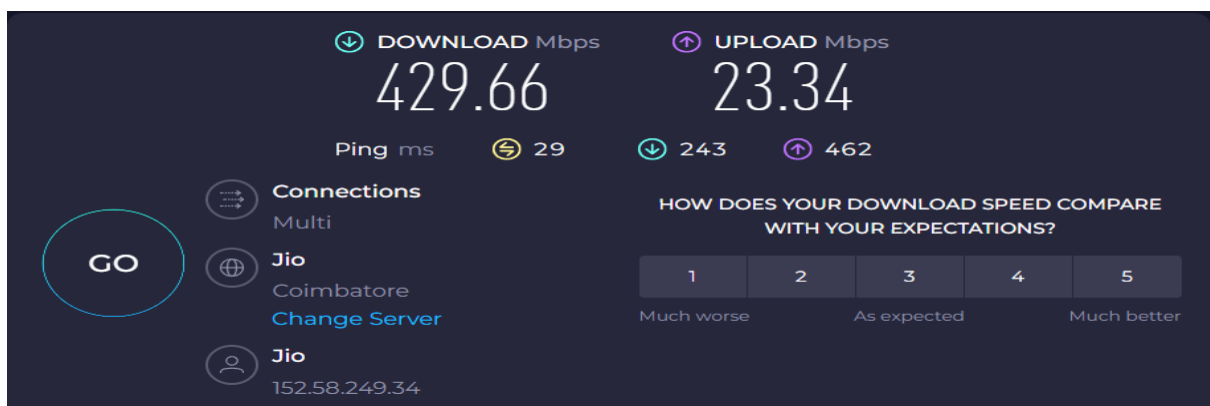 DOWNLOAD Mbps UPLOAD Mbps
429.66 23.34
Ping ms 29 243 462
Connections
Multi
Jio
Coimbatore
Change Server
Jio
152.58.249.34
GO
HOW DOES YOUR DOWNLOAD SPEED COMPARE
WITH YOUR EXPECTATIONS?
1 2 3 4 5
Much worse As expected Much better